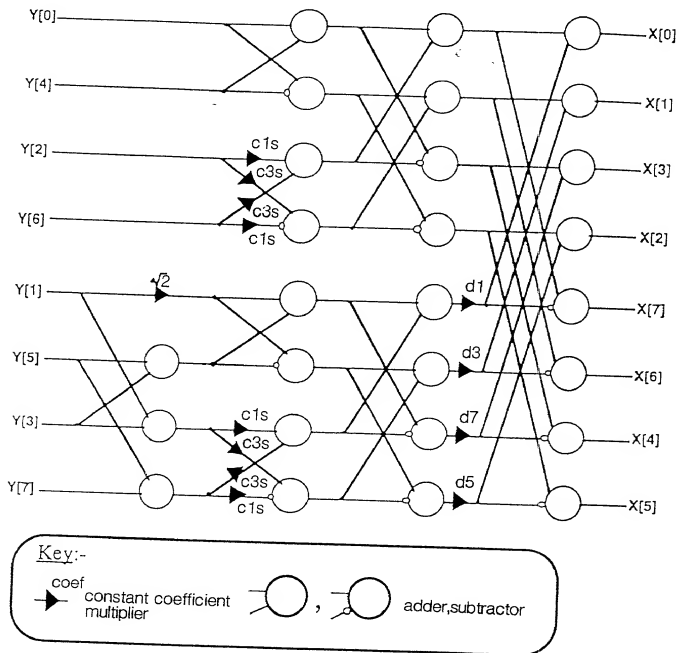 Y[0]
X[0]
Y[4]
X[1]
Y[2]
c1s
c3s
X[3]
Y[6]
c3s
c1s
X[2]
Y[1]
√2
d1
X[7]
Y[5]
d3
X[6]
Y[3]
c1s
c3s
d7
X[4]
Y[7]
c3s
c1s
d5
X[5]
Key:-
coef
constant coefficient
multiplier
,
adder,subtractor